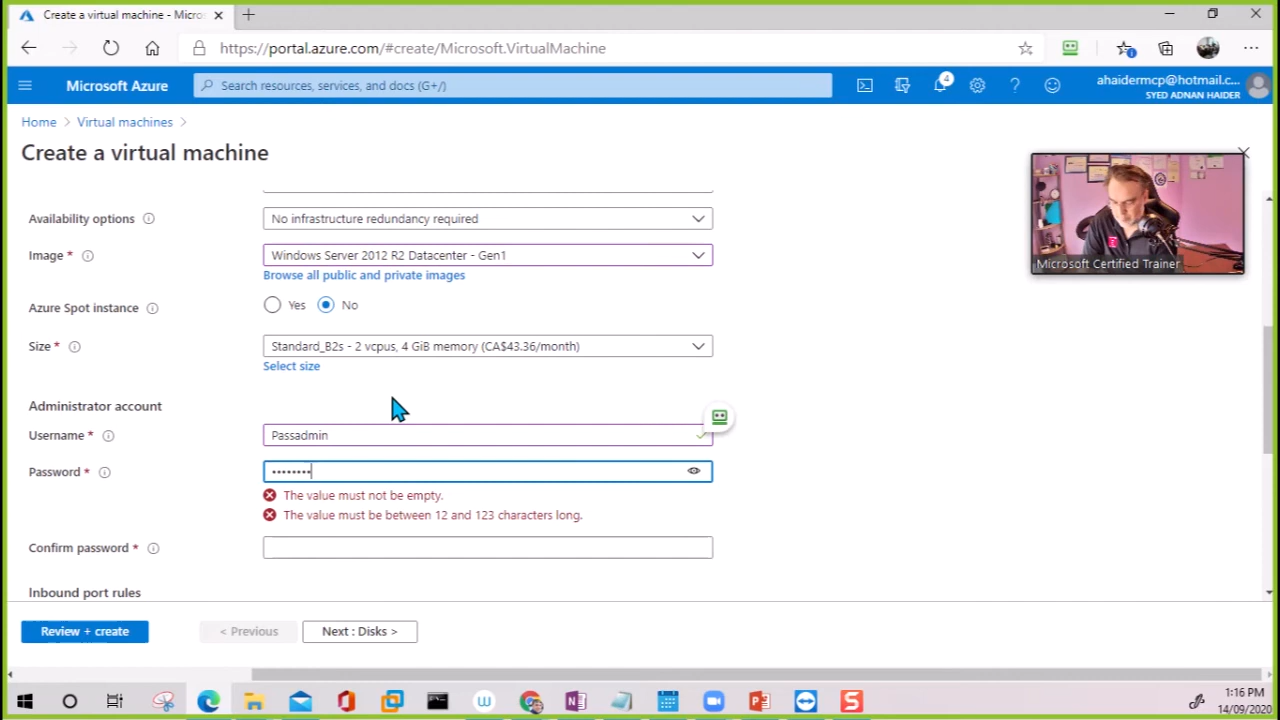 Create a virtual machine - Micros
https://portal.azure.com/#create/Microsoft.VirtualMachine
Microsoft Azure
Search resources, services, and docs (G+/)
4
ahaidermcp@hotmail.c...
SYED ADNAN HAIDER
Home > Virtual machines >
Create a virtual machine
Microsoft Certified Trainer
Availability options
No infrastructure redundancy required
Image *
Windows Server 2012 R2 Datacenter - Gen1
Browse all public and private images
Azure Spot instance
Yes No
Size *
Standard_B2s - 2 vcpus, 4 GiB memory (CA$43.36/month)
Select size
Administrator account
Username *
Passadmin
Password *
••••••••
The value must not be empty.
The value must be between 12 and 123 characters long.
Confirm password *
Inbound port rules
Review + create
< Previous
Next : Disks >
1:16 PM
14/09/2020